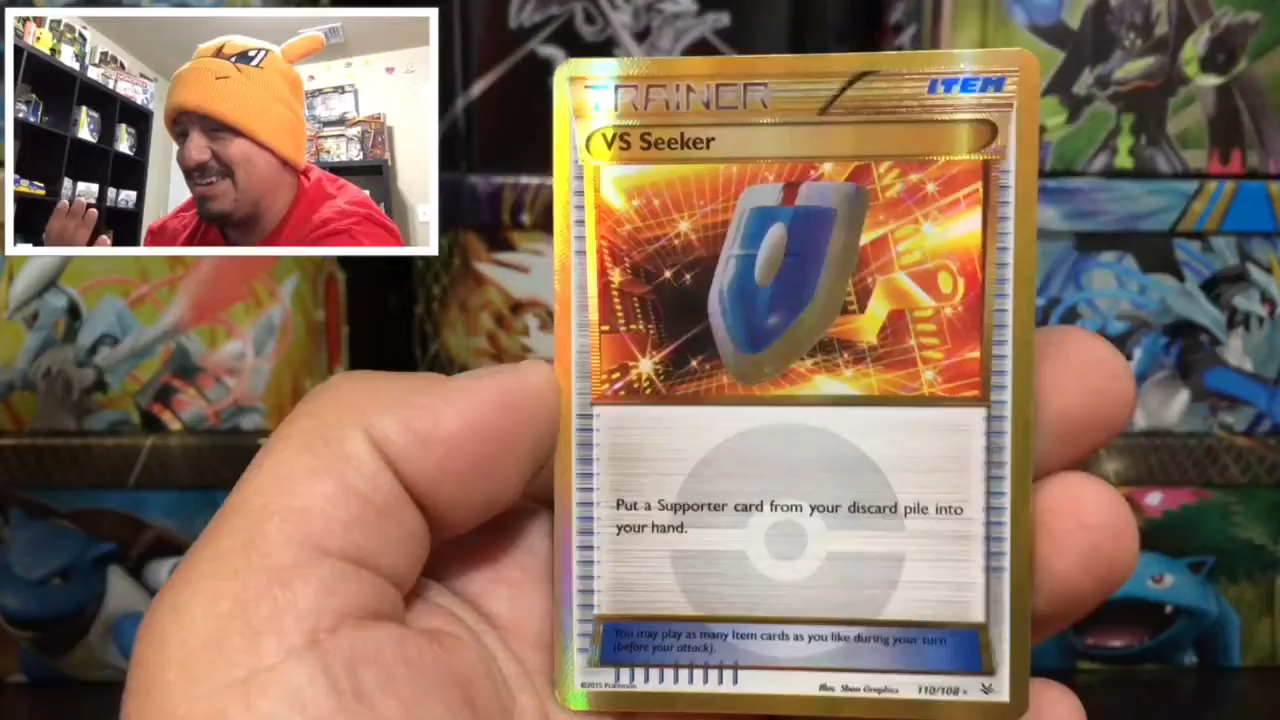 TRAINER
ITEM
VS Seeker
Put a Supporter card from your discard pile into
your hand.
You may play as many Item cards as you like during your turn
(before your attack).
©2015 Pokémon
Illus. Shan Graphics
110/108